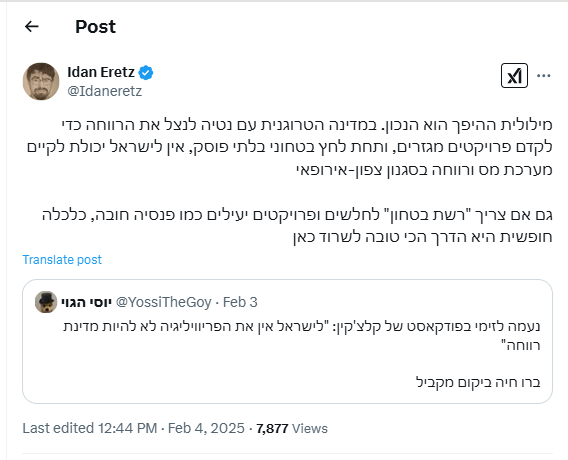 Post
Idan Eretz
@Idaneretz
מילולית ההיפך הוא הנכון. במדינה הטרוגנית עם נטיה לנצל את הרווחה כדי
לקדם פרויקטים מגזרים, ותחת לחץ בטחוני בלתי פוסק, אין לישראל יכולת לקיים
מערכת מס ורווחה בסגנון צפון-אירופאי
גם אם צריך "רשת בטחון" לחלשים ופרויקטים יעילים כמו פנסיה חובה, כלכלה
חופשית היא הדרך הכי טובה לשרוד כאן
Translate post
יוסי הגוי @YossiTheGoy · Feb 3
נעמה לזימי בפודקאסט של קלצ'קין: "לישראל אין את הפריוויליגיה לא להיות מדינת
רווחה"
ברו חיה ביקום מקביל
Last edited 12:44 PM · Feb 4, 2025 · 7,877 Views